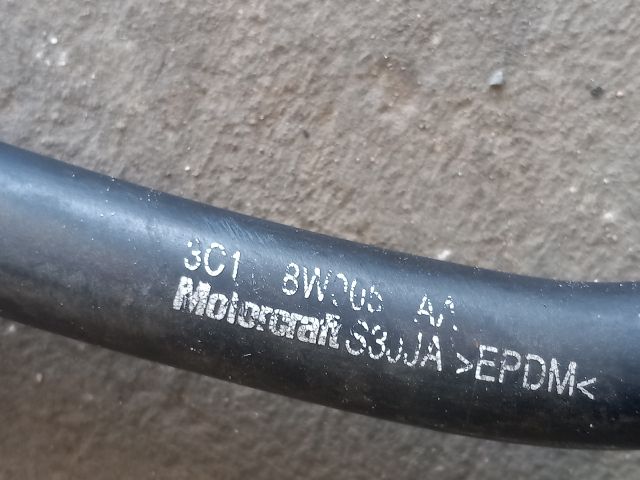 3C1 8W005 AA
Motorcraft S30JA >EPDM<